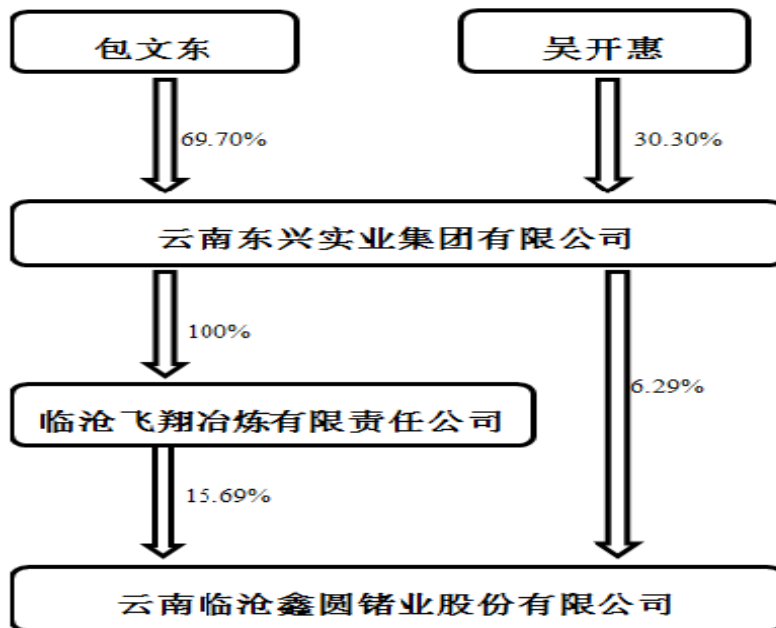 包文东
吴开惠
69.70%
30.30%
云南东兴实业集团有限公司
100%
6.29%
临沧飞翔冶炼有限责任公司
15.69%
云南临沧鑫圆锗业股份有限公司